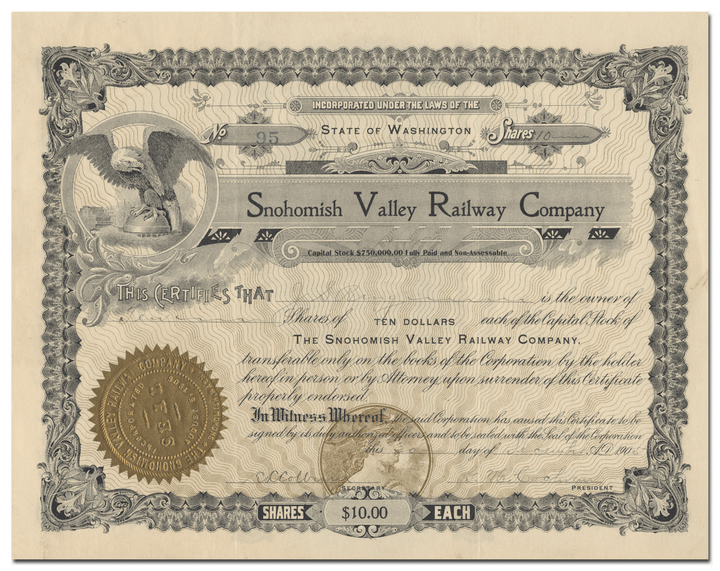 INCORPORATED UNDER THE LAWS OF THE
No 95 STATE OF WASHINGTON Shares 10
Snohomish Valley Railway Company
Capital Stock $750,000.00 Fully Paid and Non-Assessable
THIS CERTIFIES THAT is the owner of
Shares of TEN DOLLARS each of the Capital Stock of
THE SNOHOMISH VALLEY RAILWAY COMPANY,
transferable only on the books of the Corporation by the holder
hereof in person or by Attorney upon surrender of this Certificate
properly endorsed.
In Witness Whereof, the said Corporation has caused this Certificate to be
signed by its duly authorized officers and to be sealed with the Seal of the Corporation
this day of A.D. 190
SECRETARY PRESIDENT
SHARES $10.00 EACH
SNOHOMISH VALLEY RAILWAY COMPANY